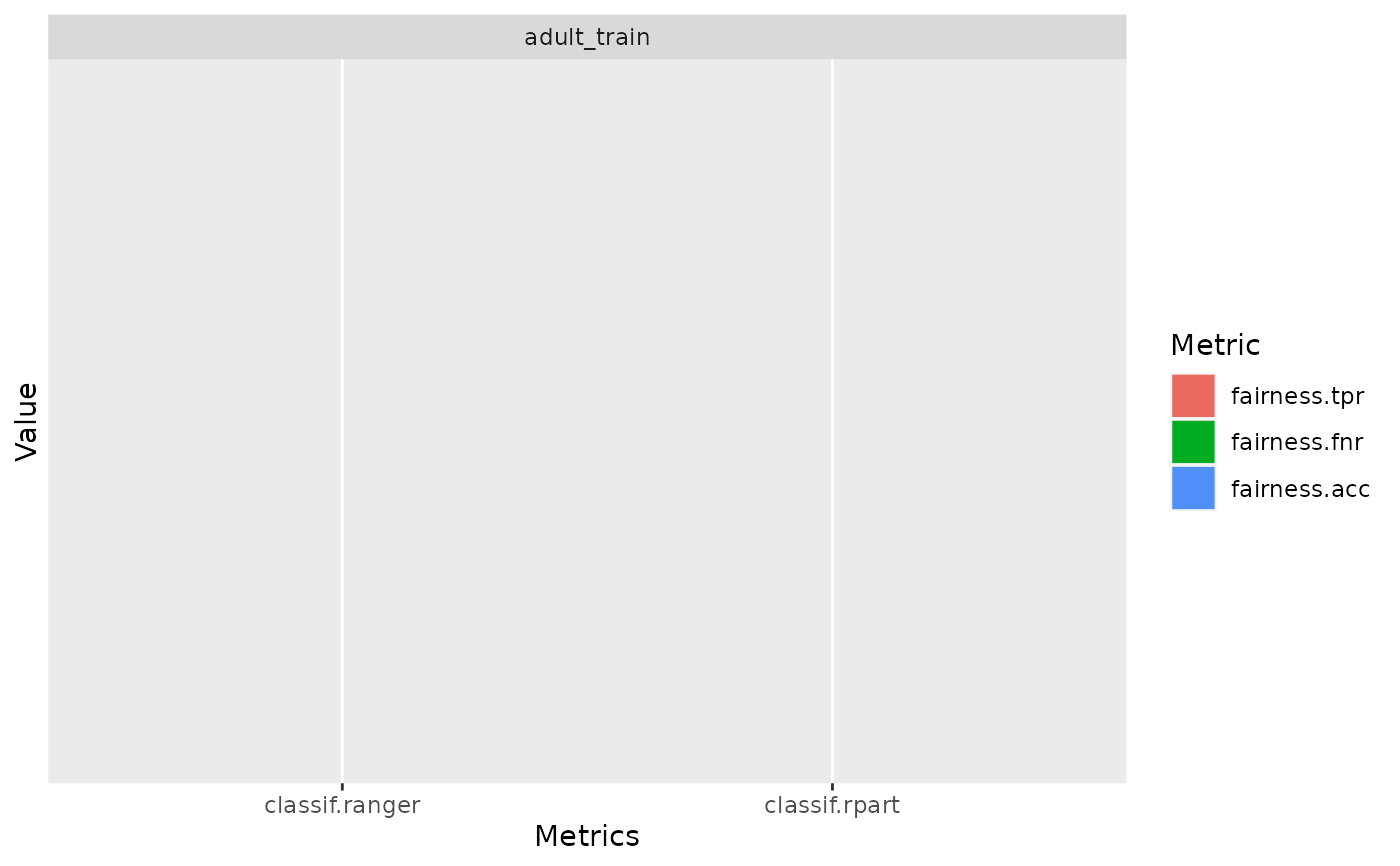 adult_train
Value
Metric
fairness.tpr
fairness.fnr
fairness.acc
classif.ranger
classif.rpart
Metrics